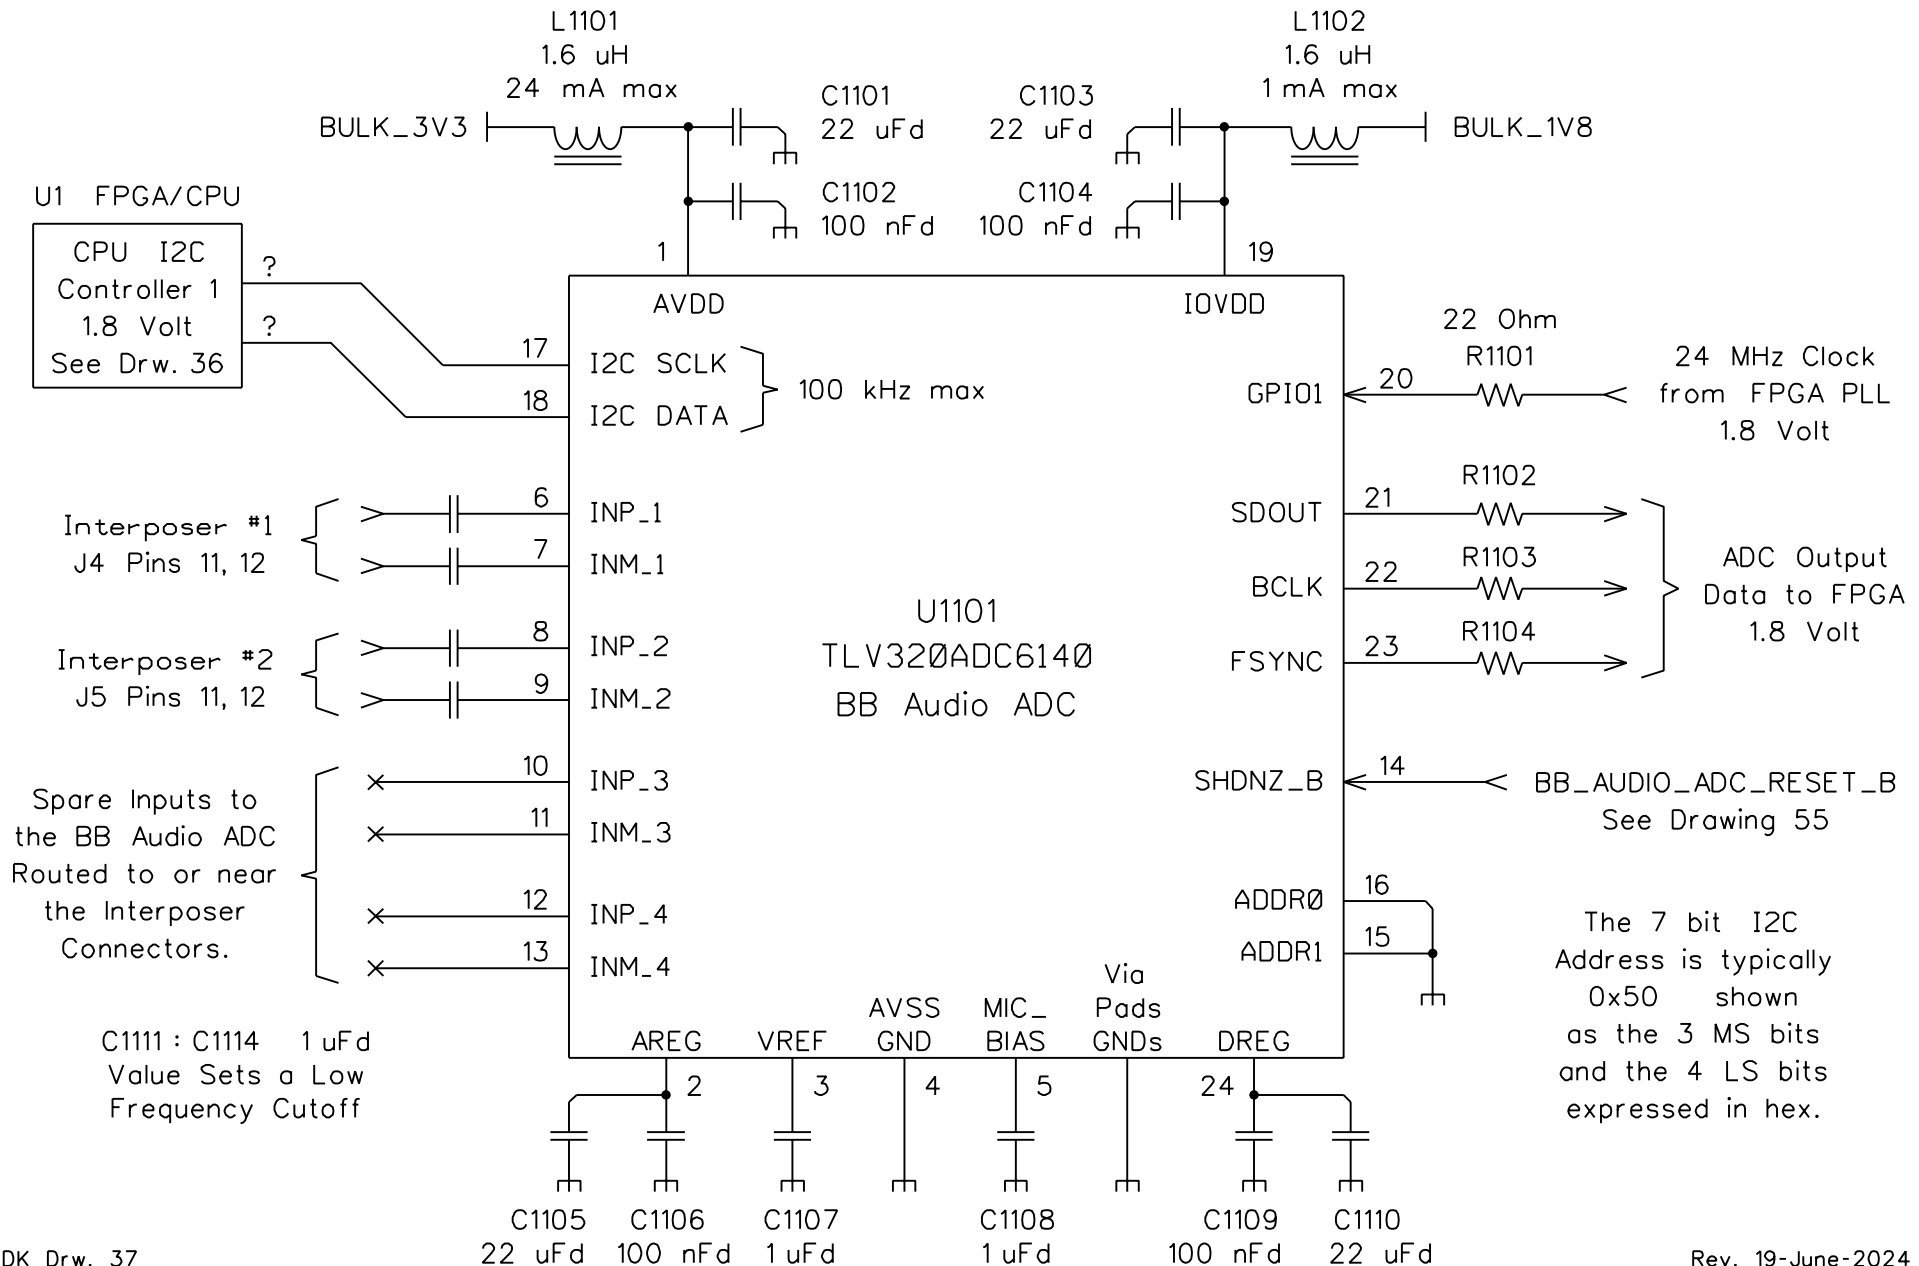 L1101
1.6 uH
24 mA max
L1102
1.6 uH
1 mA max
BULK_3V3
C1101
22 uFd
C1103
22 uFd
BULK_1V8
C1102
100 nFd
C1104
100 nFd
U1 FPGA/CPU
CPU I2C
Controller 1
1.8 Volt
See Drw. 36
?
?
1
19
AVDD
IOVDD
17
I2C SCLK
18
I2C DATA
100 kHz max
22 Ohm
R1101
GPIO1
20
24 MHz Clock
from FPGA PLL
1.8 Volt
Interposer #1
J4 Pins 11, 12
6
INP_1
7
INM_1
R1102
SDOUT
21
R1103
BCLK
22
R1104
FSYNC
23
ADC Output
Data to FPGA
1.8 Volt
U1101
TLV320ADC6140
BB Audio ADC
Interposer #2
J5 Pins 11, 12
8
INP_2
9
INM_2
Spare Inputs to
the BB Audio ADC
Routed to or near
the Interposer
Connectors.
10
INP_3
11
INM_3
12
INP_4
13
INM_4
SHDNZ_B
14
BB_AUDIO_ADC_RESET_B
See Drawing 55
ADDR0
16
ADDR1
15
The 7 bit I2C
Address is typically
0x50 shown
as the 3 MS bits
and the 4 LS bits
expressed in hex.
C1111 : C1114 1 uFd
Value Sets a Low
Frequency Cutoff
AREG
VREF
AVSS
GND
MIC_
BIAS
Via
Pads
GNDs
DREG
2
3
4
5
24
C1105
22 uFd
C1106
100 nFd
C1107
1 uFd
C1108
1 uFd
C1109
100 nFd
C1110
22 uFd
DK Drw. 37
Rev. 19-June-2024